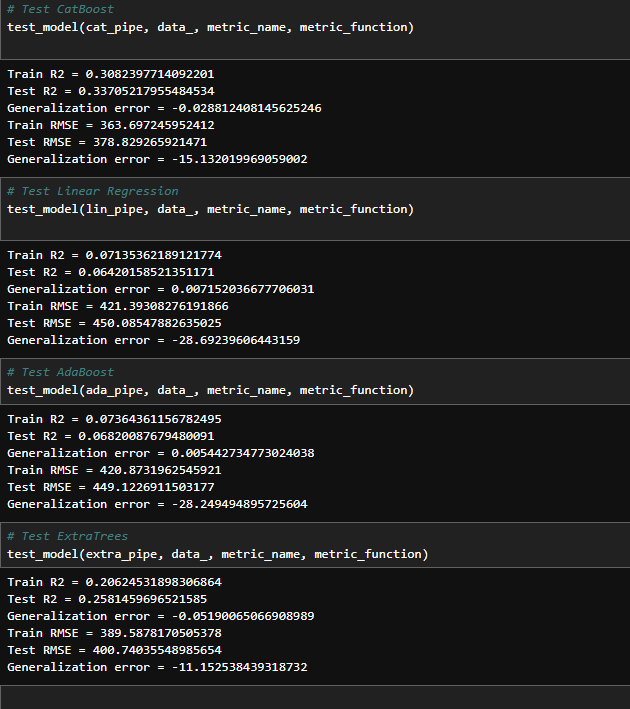 # Test CatBoost
test_model(cat_pipe, data_, metric_name, metric_function)
Train R2 = 0.3082397714092201
Test R2 = 0.33705217955484534
Generalization error = -0.028812408145625246
Train RMSE = 363.697245952412
Test RMSE = 378.829265921471
Generalization error = -15.132019969059002
# Test Linear Regression
test_model(lin_pipe, data_, metric_name, metric_function)
Train R2 = 0.07135362189121774
Test R2 = 0.06420158521351171
Generalization error = 0.007152036677706031
Train RMSE = 421.39308276191866
Test RMSE = 450.08547882635025
Generalization error = -28.69239606443159
# Test AdaBoost
test_model(ada_pipe, data_, metric_name, metric_function)
Train R2 = 0.07364361156782495
Test R2 = 0.06820087679480091
Generalization error = 0.005442734773024038
Train RMSE = 420.8731962545921
Test RMSE = 449.1226911503177
Generalization error = -28.249494895725604
# Test ExtraTrees
test_model(extra_pipe, data_, metric_name, metric_function)
Train R2 = 0.20624531898306864
Test R2 = 0.2581459696521585
Generalization error = -0.05190065066908989
Train RMSE = 389.5878170505378
Test RMSE = 400.74035548985654
Generalization error = -11.152538439318732